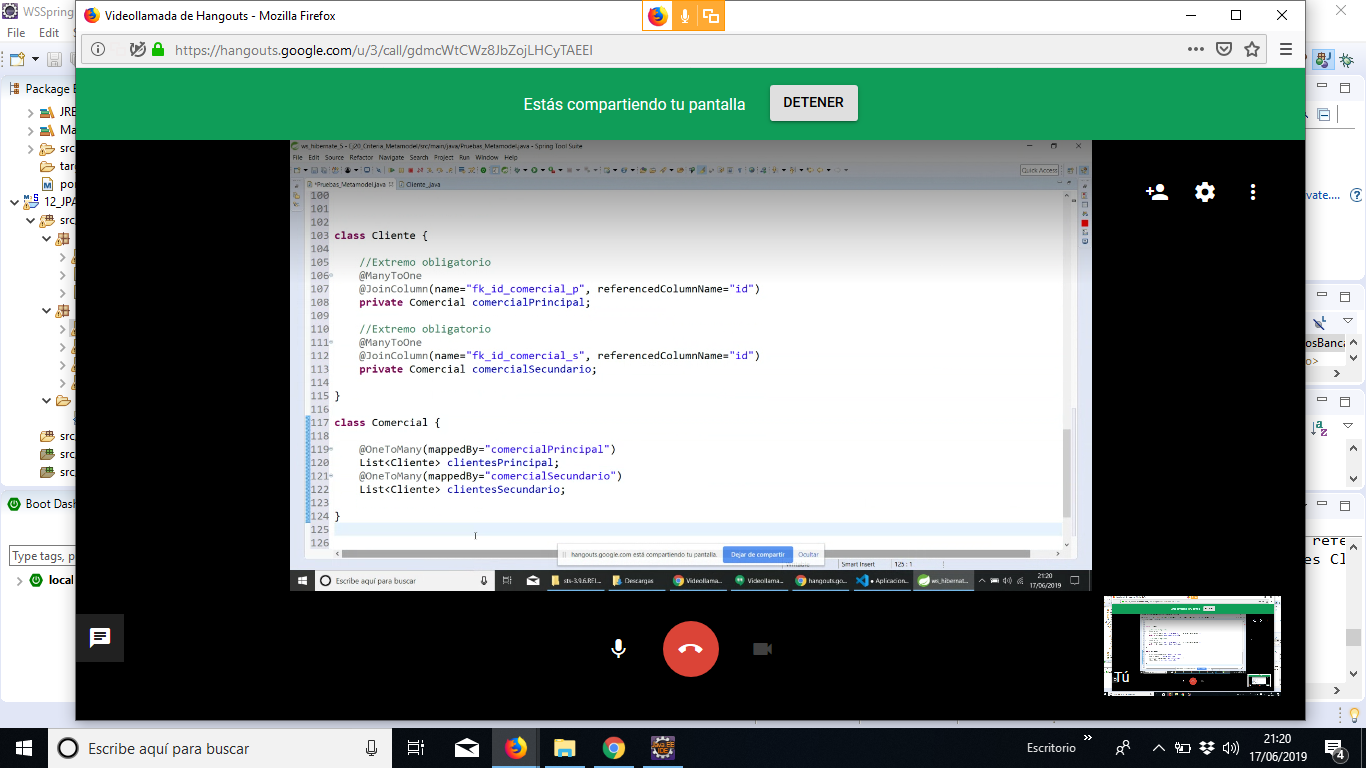 WSSpring
Videollamada de Hangouts - Mozilla Firefox
File Edit
https://hangouts.google.com/u/3/call/gdmcWtCWz8JbZojLHCyTAEEI
Package E
Estás compartiendo tu pantalla
DETENER
JRE
Ma
src
targ
por
12_JPA
src
src
src
src
Boot Dash
Type tags, p
local
ws_hibernate_5 - Ej20_Criteria_Metamodel/src/main/java/Pruebas_Metamodel.java - Spring Tool Suite
File Edit Source Refactor Navigate Search Project Run Window Help
Quick Access
*Pruebas_Metamodel.java
Cliente_.java
100
101
102
103 class Cliente {
104
105 //Extremo obligatorio
106 @ManyToOne
107 @JoinColumn(name="fk_id_comercial_p", referencedColumnName="id")
108 private Comercial comercialPrincipal;
109
110 //Extremo obligatorio
111 @ManyToOne
112 @JoinColumn(name="fk_id_comercial_s", referencedColumnName="id")
113 private Comercial comercialSecundario;
114
115 }
116
117 class Comercial {
118
119 @OneToMany(mappedBy="comercialPrincipal")
120 List<Cliente> clientesPrincipal;
121 @OneToMany(mappedBy="comercialSecundario")
122 List<Cliente> clientesSecundario;
123
124 }
125
126
hangouts.google.com está compartiendo tu pantalla.
Dejar de compartir
Ocultar
Smart Insert
125 : 1
Escribe aquí para buscar
sts-3.9.6.REL...
Descargas
Videollama...
Videollama...
hangouts.go...
● Aplicacion...
ws_hibernat...
21:20
17/06/2019
vate....
osBanca
o>
rete
es Cl
Tú
Escribe aquí para buscar
Escritorio
21:20
17/06/2019
4